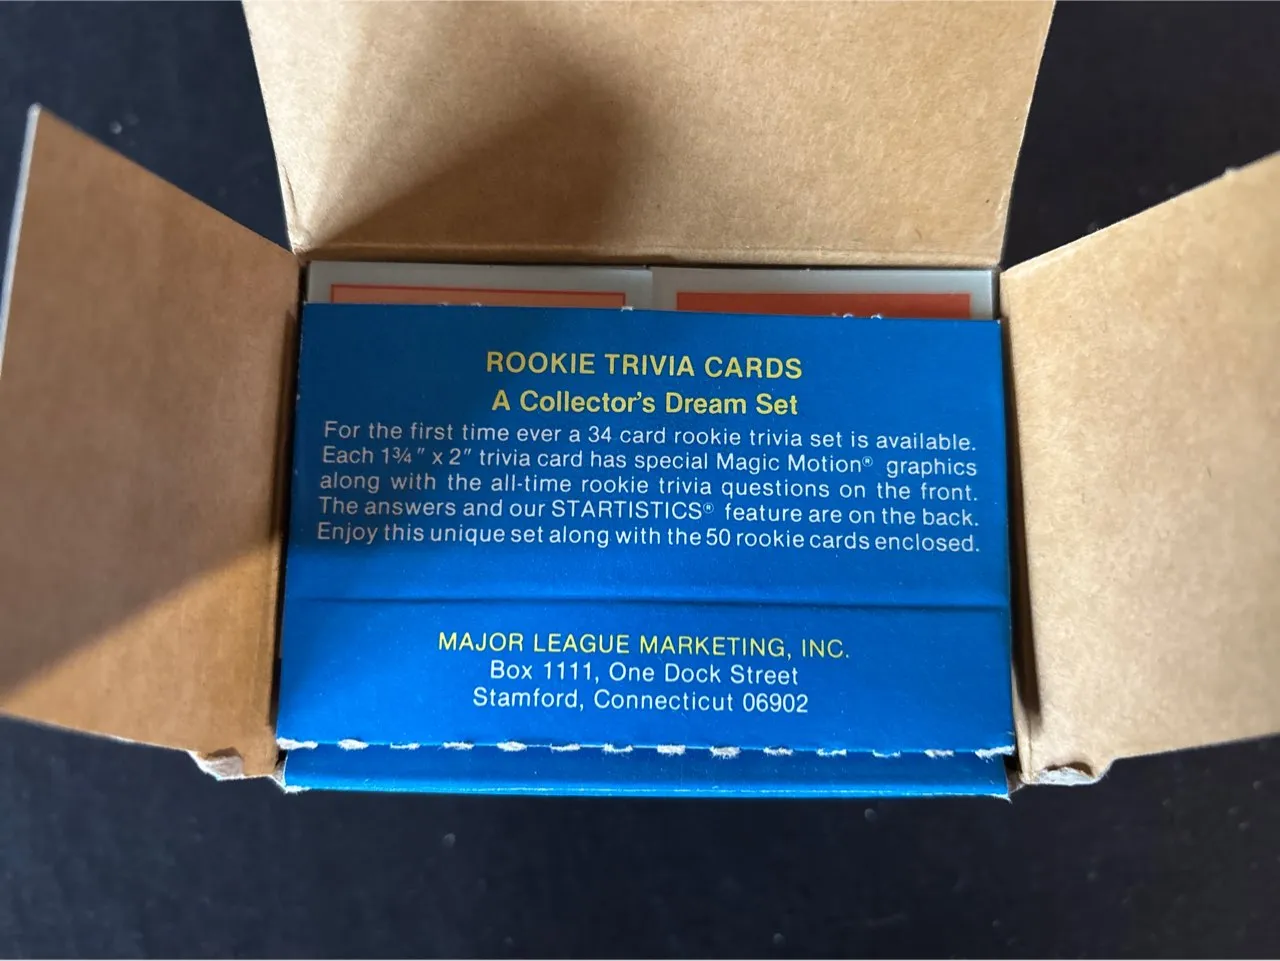 ROOKIE TRIVIA CARDS
A Collector's Dream Set
For the first time ever a 34 card rookie trivia set is available.
Each 1¾" x 2" trivia card has special Magic Motion® graphics
along with the all-time rookie trivia questions on the front.
The answers and our STARTISTICS® feature are on the back.
Enjoy this unique set along with the 50 rookie cards enclosed.
MAJOR LEAGUE MARKETING, INC.
Box 1111, One Dock Street
Stamford, Connecticut 06902